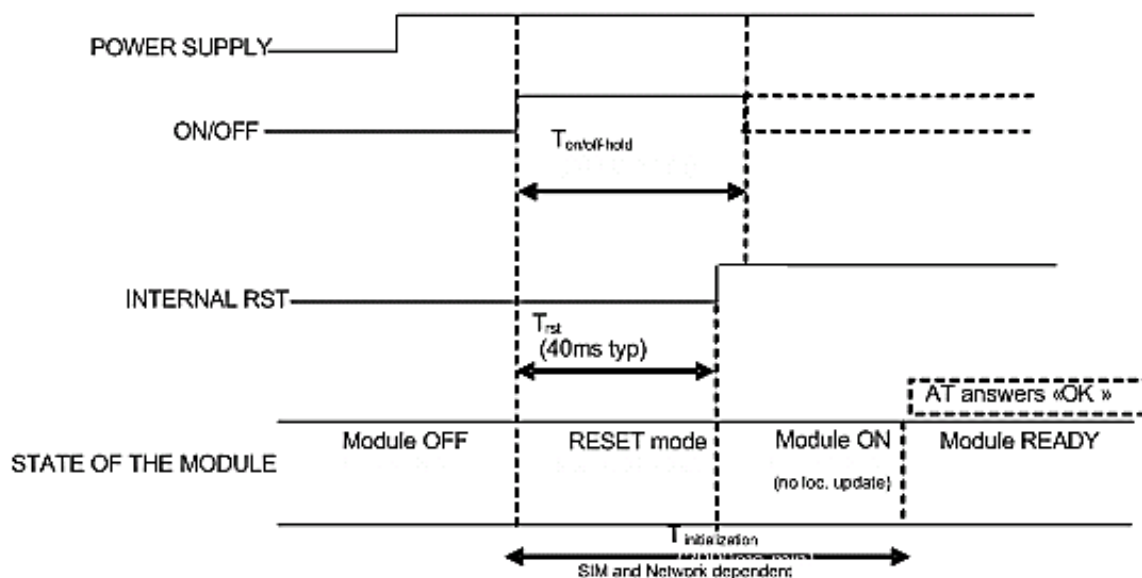 POWER SUPPLY
ON/OFF
Ton/off-hold
INTERNAL RST
Trst
(40ms typ)
AT answers «OK »
Module OFF
RESET mode
Module ON
Module READY
STATE OF THE MODULE
(no loc. update)
T initialization
SIM and Network dependent